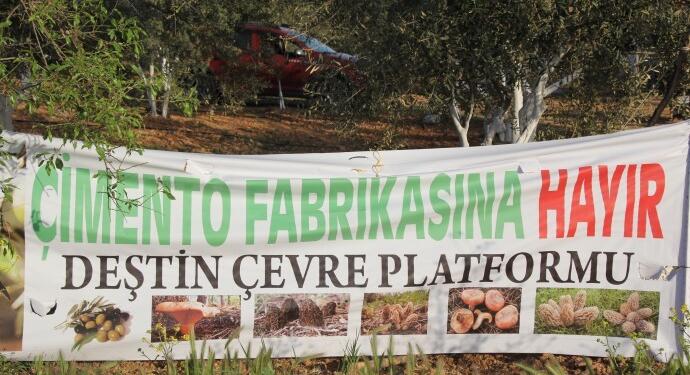 ÇİMENTO FABRİKASINA HAYIR
DEŞTİN ÇEVRE PLATFORMU